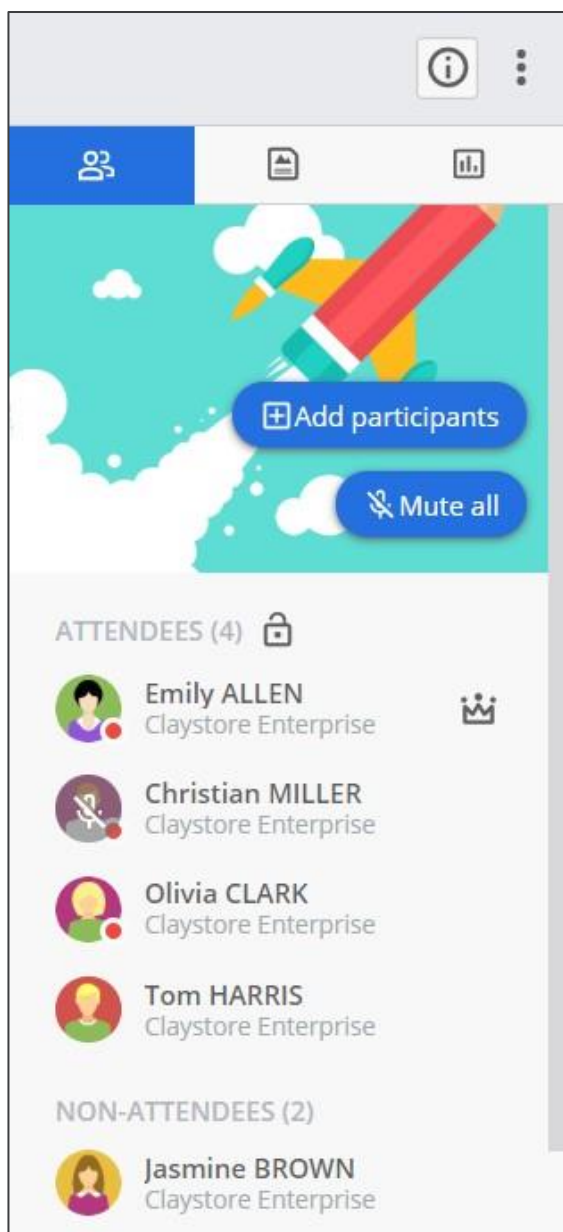 Add participants
Mute all
ATTENDEES (4)
Emily ALLEN
Claystore Enterprise
Christian MILLER
Claystore Enterprise
Olivia CLARK
Claystore Enterprise
Tom HARRIS
Claystore Enterprise
NON-ATTENDEES (2)
Jasmine BROWN
Claystore Enterprise